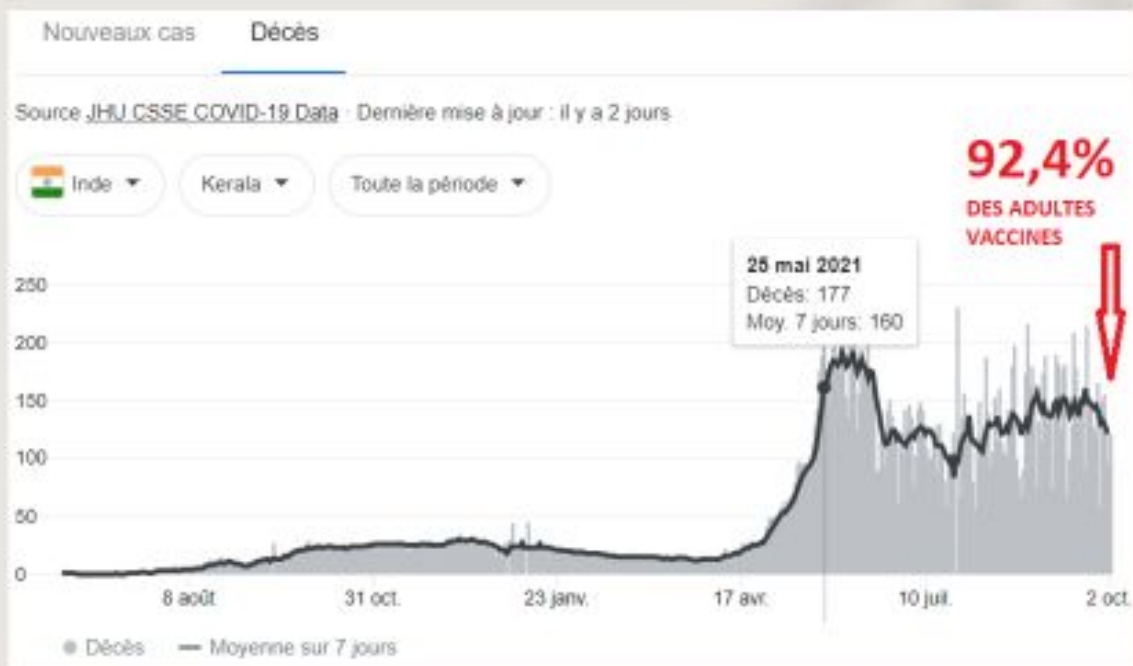 Nouveaux cas Décès
Source JHU CSSE COVID-19 Data · Dernière mise à jour : il y a 2 jours
Inde Kerala Toute la période
92,4%
DES ADULTES
VACCINES
25 mai 2021
Décès: 177
Moy. 7 jours: 160
250
200
150
100
50
0
8 août 31 oct. 23 janv. 17 avr. 10 juil. 2 oct.
Décès Moyenne sur 7 jours